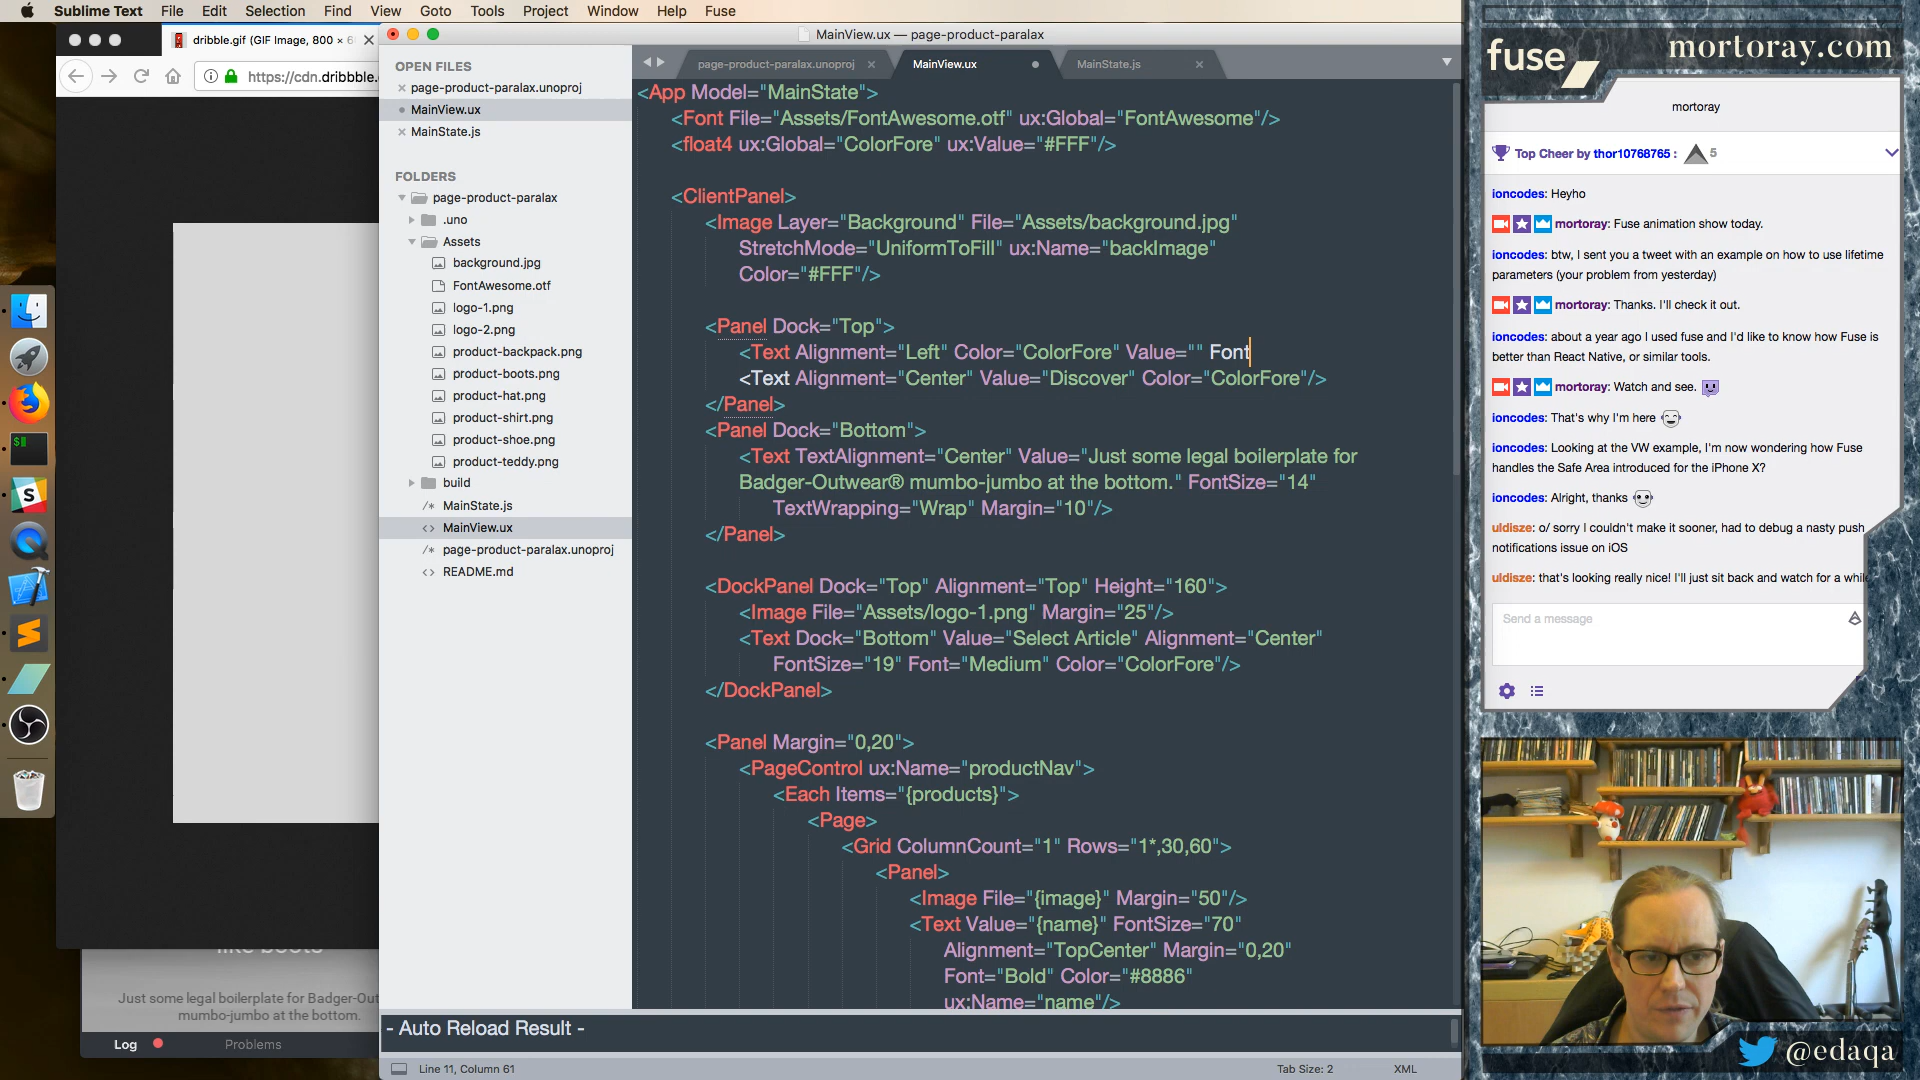 Sublime Text File Edit Selection Find View Goto Tools Project Window Help Fuse
dribble.gif (GIF Image, 800 × 6
https://cdn.dribbble.
like boots
Just some legal boilerplate for Badger-Out
mumbo-jumbo at the bottom.
Log Problems
MainView.ux — page-product-paralax
OPEN FILES
page-product-paralax.unoproj
MainView.ux
MainState.js
FOLDERS
page-product-paralax
.uno
Assets
background.jpg
FontAwesome.otf
logo-1.png
logo-2.png
product-backpack.png
product-boots.png
product-hat.png
product-shirt.png
product-shoe.png
product-teddy.png
build
/* MainState.js
<> MainView.ux
/* page-product-paralax.unoproj
<> README.md
page-product-paralax.unoproj MainView.ux MainState.js
<App Model="MainState">
<Font File="Assets/FontAwesome.otf" ux:Global="FontAwesome"/>
<float4 ux:Global="ColorFore" ux:Value="#FFF"/>
<ClientPanel>
<Image Layer="Background" File="Assets/background.jpg"
StretchMode="UniformToFill" ux:Name="backImage"
Color="#FFF"/>
<Panel Dock="Top">
<Text Alignment="Left" Color="ColorFore" Value="" Font
<Text Alignment="Center" Value="Discover" Color="ColorFore"/>
</Panel>
<Panel Dock="Bottom">
<Text TextAlignment="Center" Value="Just some legal boilerplate for
Badger-Outwear® mumbo-jumbo at the bottom." FontSize="14"
TextWrapping="Wrap" Margin="10"/>
</Panel>
<DockPanel Dock="Top" Alignment="Top" Height="160">
<Image File="Assets/logo-1.png" Margin="25"/>
<Text Dock="Bottom" Value="Select Article" Alignment="Center"
FontSize="19" Font="Medium" Color="ColorFore"/>
</DockPanel>
<Panel Margin="0,20">
<PageControl ux:Name="productNav">
<Each Items="{products}">
<Page>
<Grid ColumnCount="1" Rows="1*,30,60">
<Panel>
<Image File="{image}" Margin="50"/>
<Text Value="{name}" FontSize="70"
Alignment="TopCenter" Margin="0,20"
Font="Bold" Color="#8886"
ux:Name="name"/>
- Auto Reload Result -
Line 11, Column 61 Tab Size: 2 XML
fuse
mortoray.com
mortoray
Top Cheer by thor10768765 : 5
ioncodes: Heyho
mortoray: Fuse animation show today.
ioncodes: btw, I sent you a tweet with an example on how to use lifetime
parameters (your problem from yesterday)
mortoray: Thanks. I'll check it out.
ioncodes: about a year ago I used fuse and I'd like to know how Fuse is
better than React Native, or similar tools.
mortoray: Watch and see.
ioncodes: That's why I'm here
ioncodes: Looking at the VW example, I'm now wondering how Fuse
handles the Safe Area introduced for the iPhone X?
ioncodes: Alright, thanks
uldisze: o/ sorry I couldn't make it sooner, had to debug a nasty push
notifications issue on iOS
uldisze: that's looking really nice! I'll just sit back and watch for a while
Send a message
@edaqa